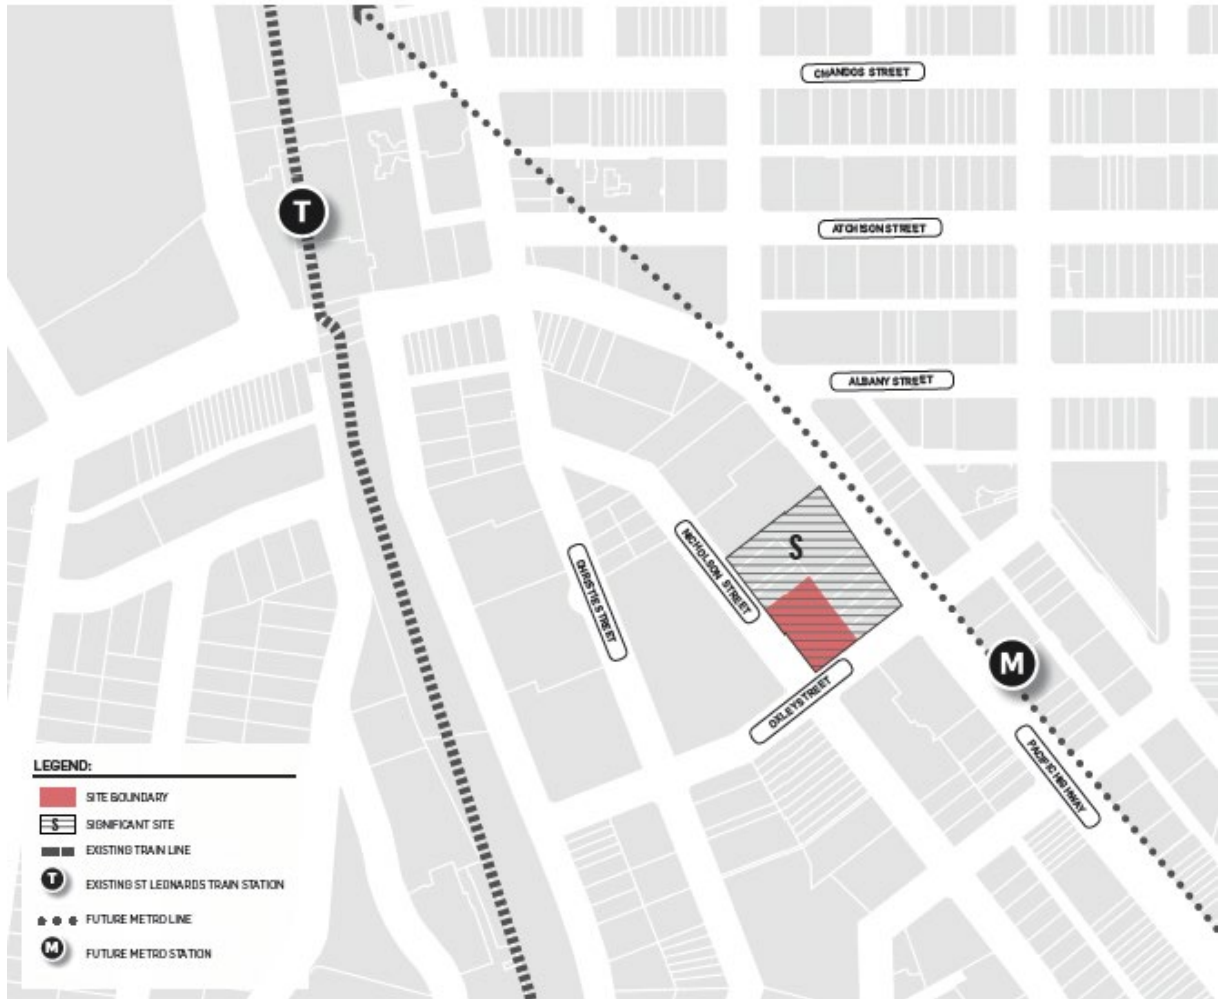 CHANDOS STREET
T
ATCHISON STREET
ALBANY STREET
S
NICHOLSON STREET
CHRISTIE STREET
M
OXLEY STREET
PACIFIC HIGHWAY
LEGEND:
SITE BOUNDARY
S SIGNIFICANT SITE
EXISTING TRAIN LINE
T EXISTING ST LEONARDS TRAIN STATION
FUTURE METRO LINE
M FUTURE METRO STATION